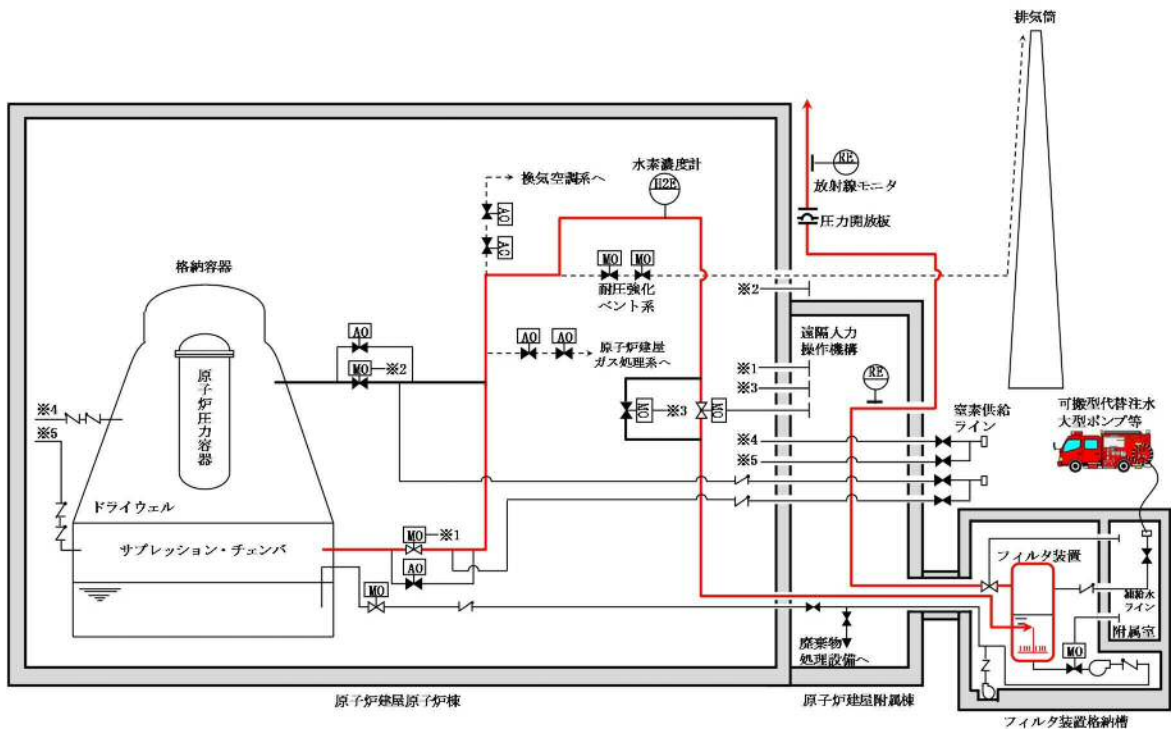 排気筒
水素濃度計
H2E
RE
放射線モニタ
圧力開放板
換気空調系へ
AO
AC
格納容器
MO
MO
耐圧強化
ベント系
※2
遠隔人力
操作機構
AO
AO
原子炉建屋
ガス処理系へ
AO
MO
※2
※1
※3
RE
原子炉圧力容器
MO
※3
MO
窒素供給
ライン
可搬型代替注水
大型ポンプ等
※4
※5
※4
※5
ドライウェル
サプレッション・チェンバ
MO
※1
AO
MO
フィルタ装置
補給水
ライン
附属室
MO
廃棄物
処理設備へ
原子炉建屋原子炉棟
原子炉建屋附属棟
フィルタ装置格納槽